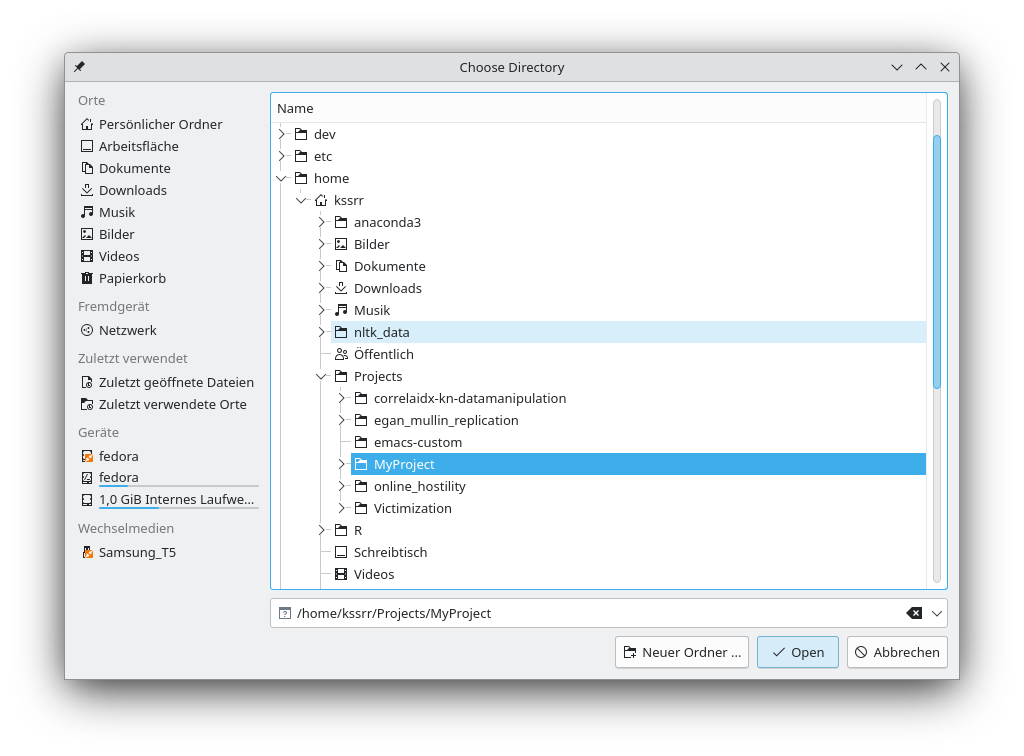 Choose Directory
Orte
Persönlicher Ordner
Arbeitsfläche
Dokumente
Downloads
Musik
Bilder
Videos
Papierkorb
Fremdgerät
Netzwerk
Zuletzt verwendet
Zuletzt geöffnete Dateien
Zuletzt verwendete Orte
Geräte
fedora
fedora
1,0 GiB Internes Laufwe...
Wechselmedien
Samsung_T5
Name
dev
etc
home
kssrr
anaconda3
Bilder
Dokumente
Downloads
Musik
nltk_data
Öffentlich
Projects
correlaidx-kn-datamanipulation
egan_mullin_replication
emacs-custom
MyProject
online_hostility
Victimization
R
Schreibtisch
Videos
/home/kssrr/Projects/MyProject
Neuer Ordner ... Open Abbrechen